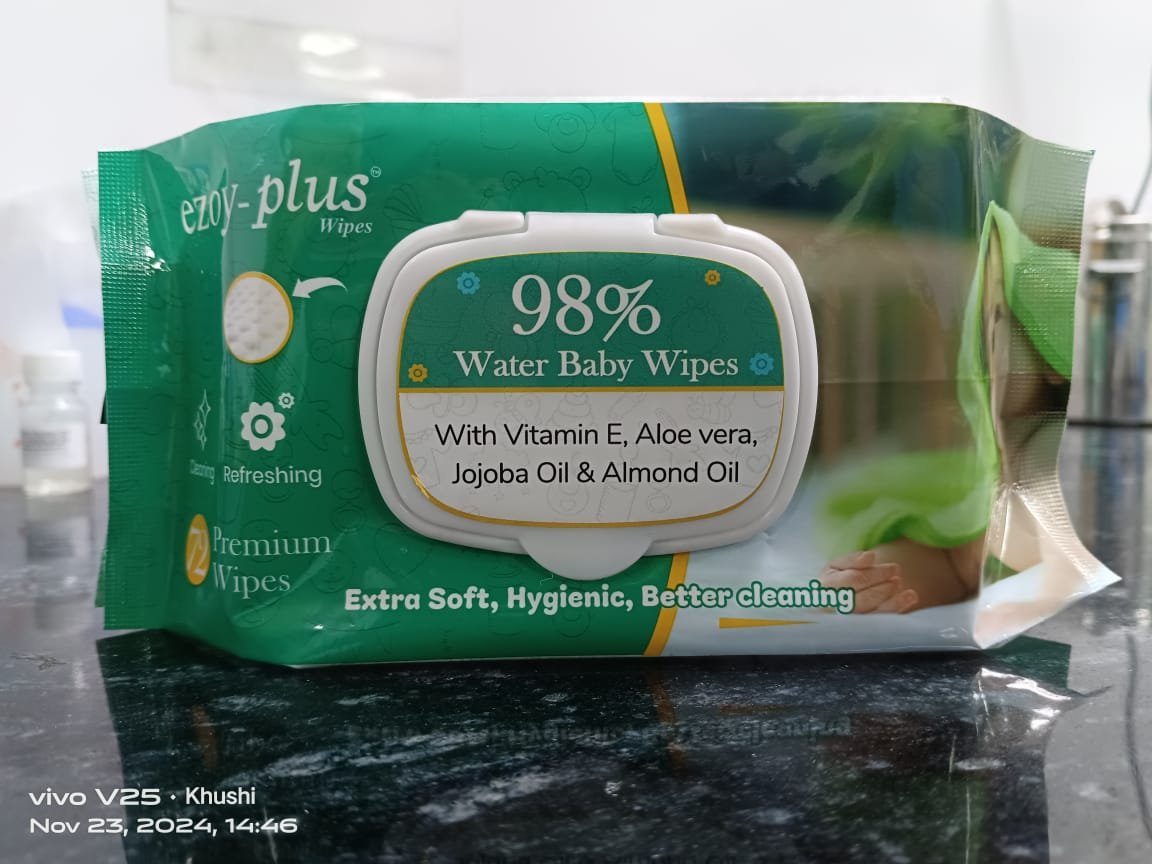 ezoy-plus™
Wipes
98%
Water Baby Wipes
With Vitamin E, Aloe vera,
Jojoba Oil & Almond Oil
Cleaning
Refreshing
72 Premium
Wipes
Extra Soft, Hygienic, Better cleaning
vivo V25 · Khushi
Nov 23, 2024, 14:46